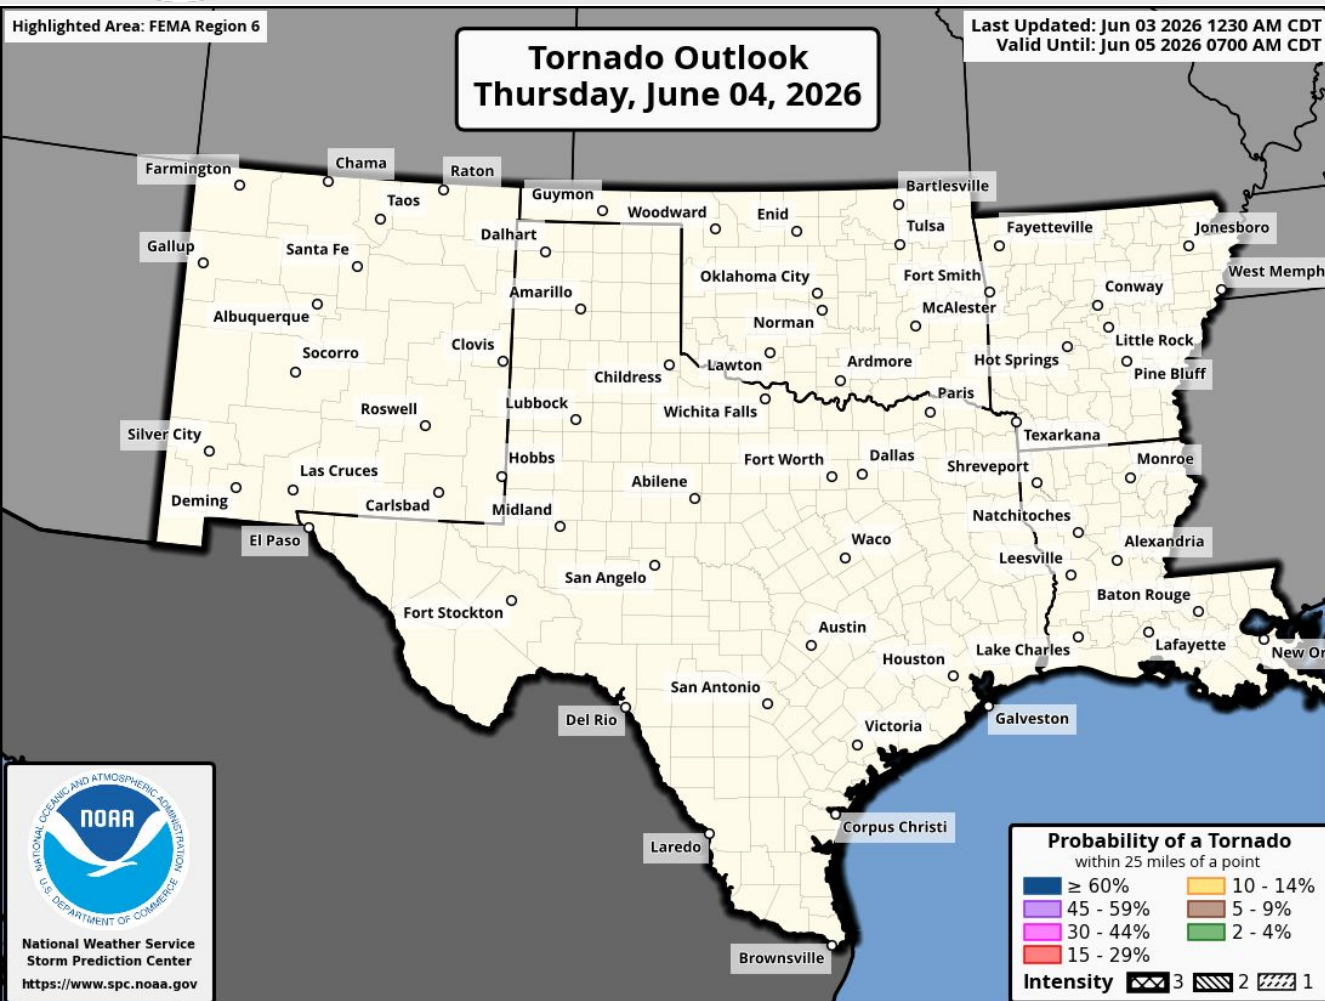 Highlighted Area: FEMA Region 6
Last Updated: Jun 03 2026 1230 AM CDT
Valid Until: Jun 05 2026 0700 AM CDT
Tornado Outlook
Thursday, June 04, 2026
Farmington
Chama
Raton
Taos
Guymon
Woodward
Enid
Bartlesville
Tulsa
Fayetteville
Jonesboro
Gallup
Santa Fe
Dalhart
Oklahoma City
Fort Smith
West Memph
Albuquerque
Amarillo
Norman
McAlester
Conway
Little Rock
Socorro
Clovis
Childress
Lawton
Ardmore
Hot Springs
Pine Bluff
Roswell
Lubbock
Wichita Falls
Paris
Texarkana
Silver City
Las Cruces
Hobbs
Abilene
Fort Worth
Dallas
Shreveport
Monroe
Deming
Carlsbad
Midland
Natchitoches
El Paso
San Angelo
Waco
Leesville
Alexandria
Fort Stockton
Austin
Baton Rouge
Houston
Lake Charles
Lafayette
New Or
San Antonio
Del Rio
Victoria
Galveston
Laredo
Corpus Christi
Brownsville
NATIONAL OCEANIC AND ATMOSPHERIC ADMINISTRATION
NOAA
U.S. DEPARTMENT OF COMMERCE
National Weather Service
Storm Prediction Center
https://www.spc.noaa.gov
Probability of a Tornado
within 25 miles of a point
≥ 60% 10 - 14%
45 - 59% 5 - 9%
30 - 44% 2 - 4%
15 - 29%
Intensity 3 2 1